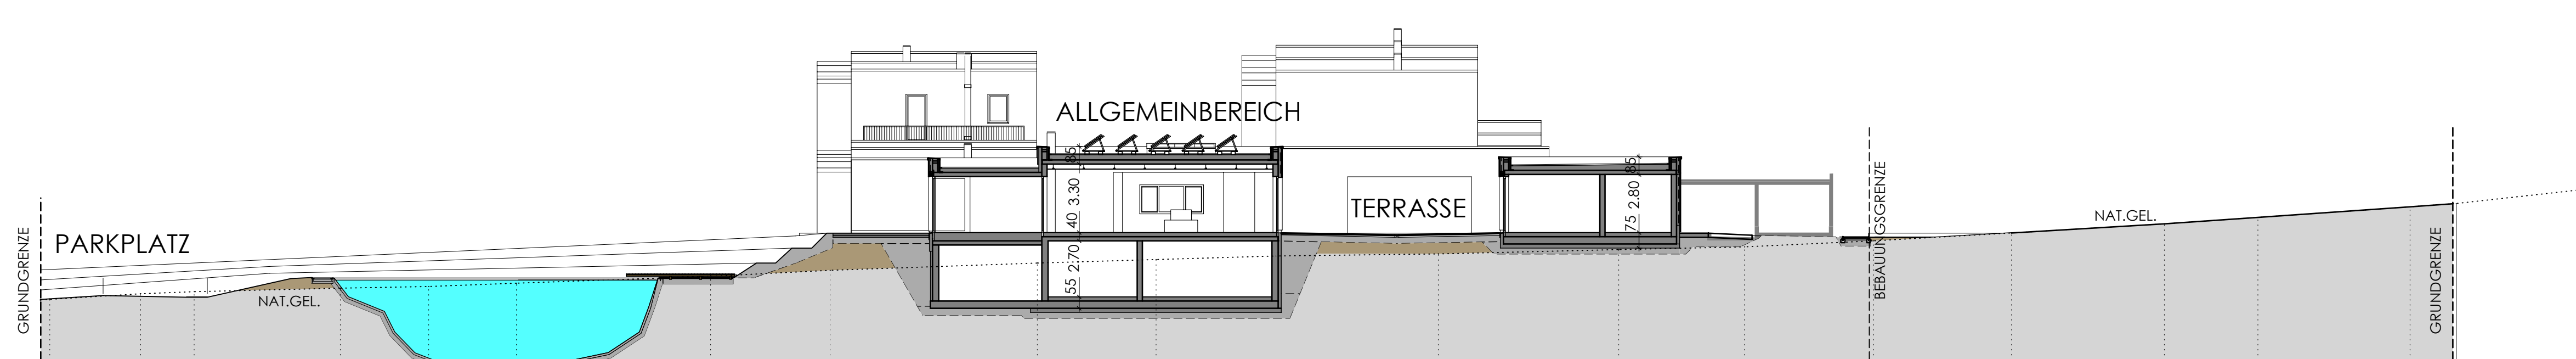 ALLGEMEINBEREICH
85
3.30
40
2.70
55
TERRASSE
85
2.80
75
PARKPLATZ
GRUNDGRENZE
NAT.GEL.
BEBAUUNGSGRENZE
NAT.GEL.
GRUNDGRENZE